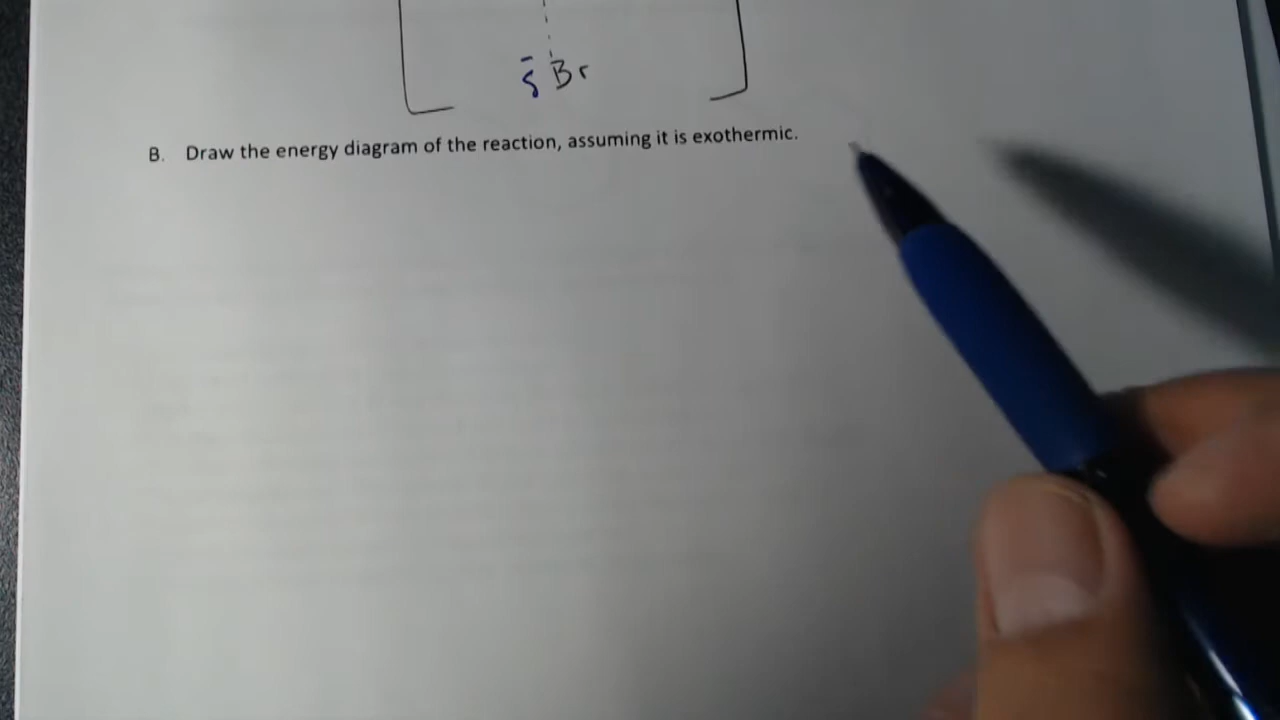 δ̄ Br
B. Draw the energy diagram of the reaction, assuming it is exothermic.